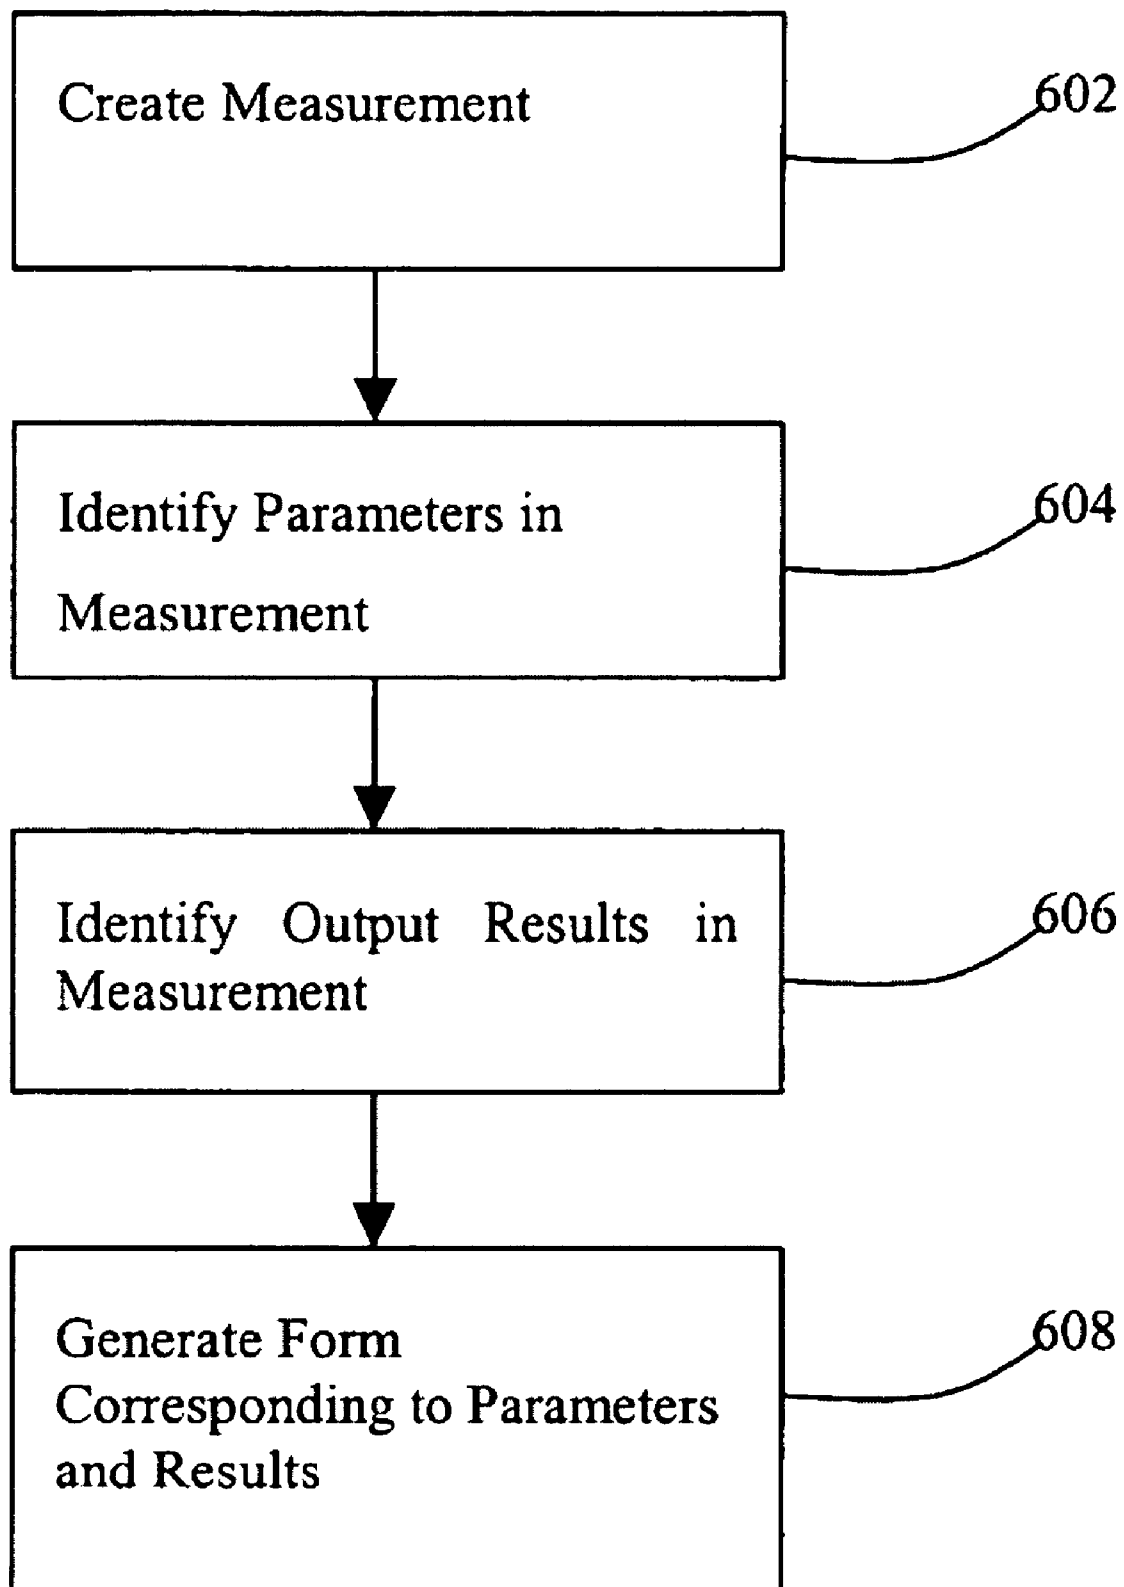 Create Measurement
602
Identify Parameters in
Measurement
604
Identify Output Results in
Measurement
606
Generate Form
Corresponding to Parameters
and Results
608